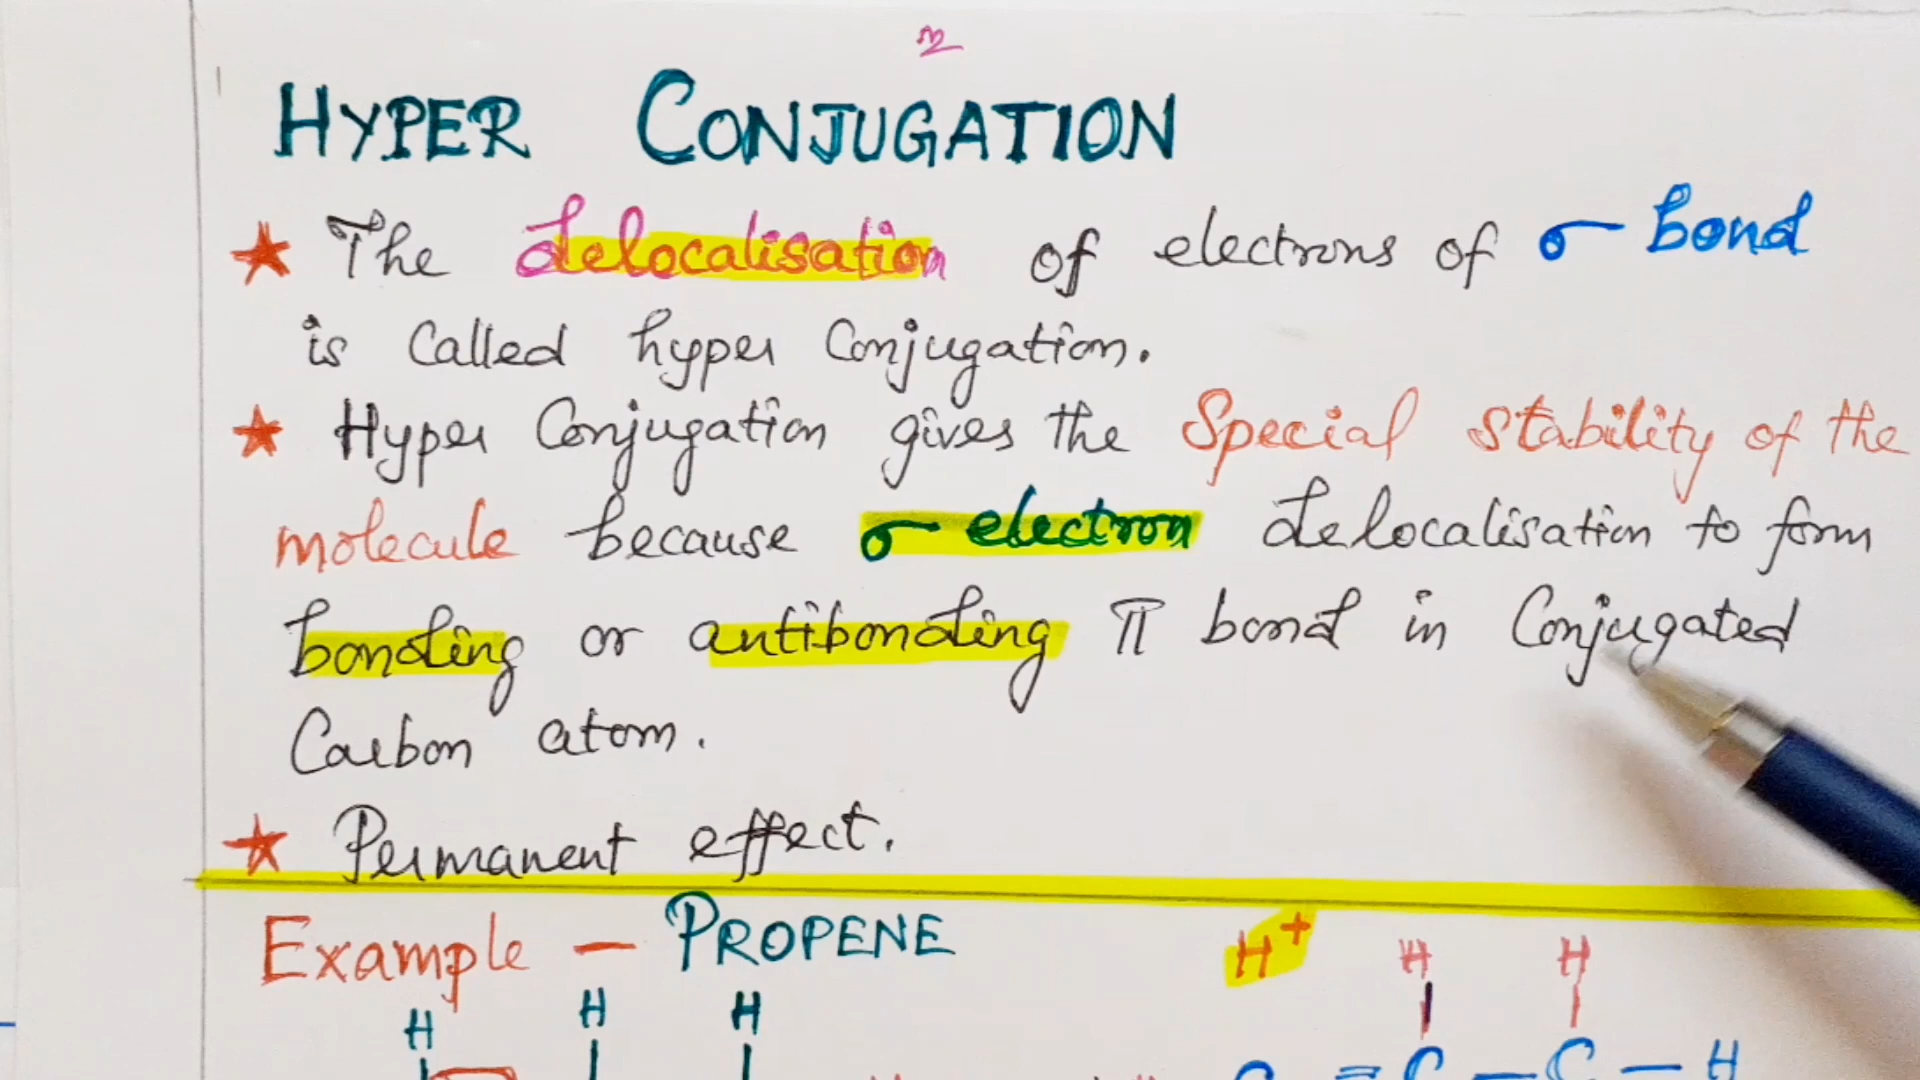 HYPER CONJUGATION
★ The delocalisation of electrons of σ bond
is called hyper Conjugation.
★ Hyper Conjugation gives the Special stability of the
molecule because σ electron delocalisation to form
bonding or antibonding π bond in Conjugated
Carbon atom.
★ Permanent effect.
Example — PROPENE
H⁺ H H
H H H
C = C — C — H